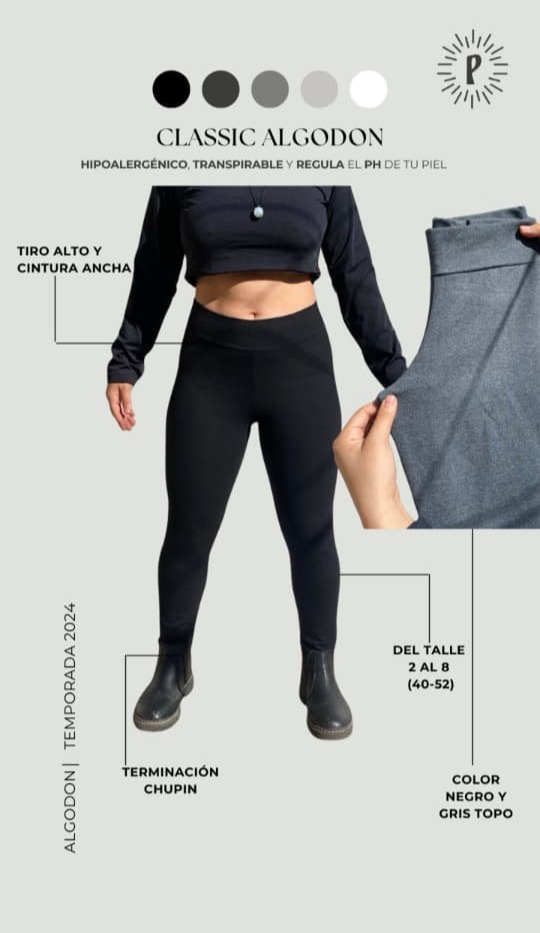 P
CLASSIC ALGODON
HIPOALERGÉNICO, TRANSPIRABLE Y REGULA EL PH DE TU PIEL
TIRO ALTO Y
CINTURA ANCHA
DEL TALLE
2 AL 8
(40-52)
TERMINACIÓN
CHUPIN
COLOR
NEGRO Y
GRIS TOPO
ALGODON| TEMPORADA 2024